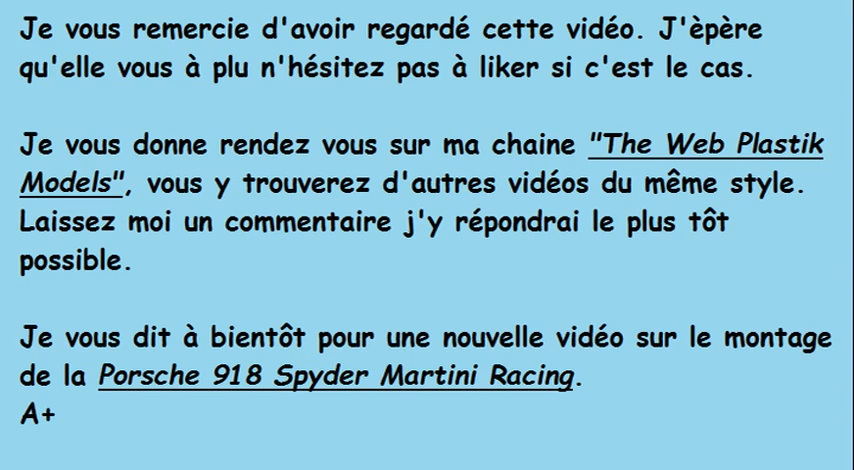 Je vous remercie d'avoir regardé cette vidéo. J'èpère
qu'elle vous à plu n'hésitez pas à liker si c'est le cas.
Je vous donne rendez vous sur ma chaine "The Web Plastik
Models", vous y trouverez d'autres vidéos du même style.
Laissez moi un commentaire j'y répondrai le plus tôt
possible.
Je vous dit à bientôt pour une nouvelle vidéo sur le montage
de la Porsche 918 Spyder Martini Racing.
A+